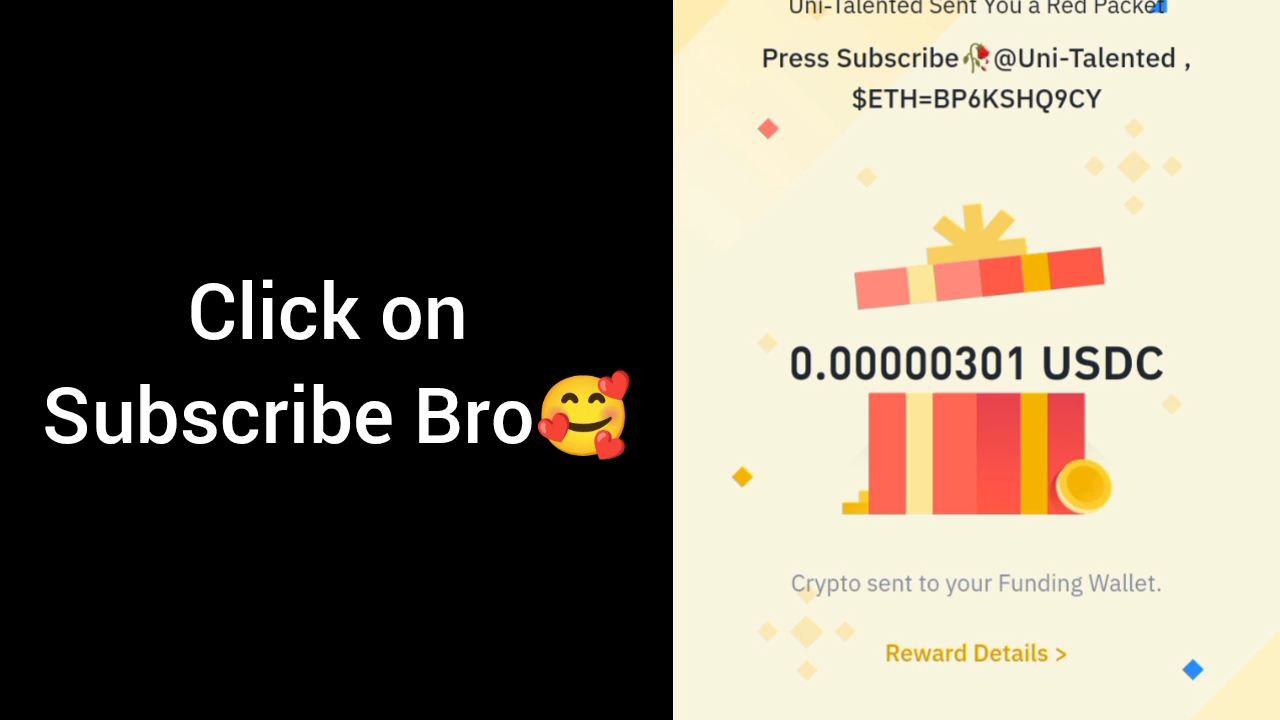 Click on
Subscribe Bro🥰
Uni-Talented Sent You a Red Packet
Press Subscribe🥀@Uni-Talented ,
$ETH=BP6KSHQ9CY
0.00000301 USDC
Crypto sent to your Funding Wallet.
Reward Details >